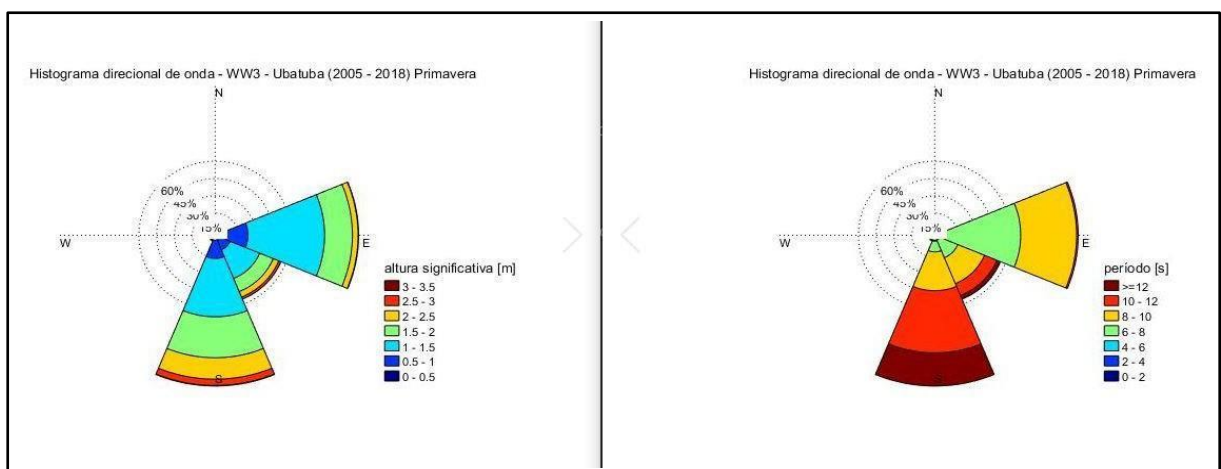 Histograma direcional de onda - WW3 - Ubatuba (2005 - 2018) Primavera
N
60%
45%
30%
15%
W
E
S
altura significativa [m]
3 - 3.5
2.5 - 3
2 - 2.5
1.5 - 2
1 - 1.5
0.5 - 1
0 - 0.5
Histograma direcional de onda - WW3 - Ubatuba (2005 - 2018) Primavera
N
60%
45%
30%
15%
W
E
S
período [s]
>=12
10 - 12
8 - 10
6 - 8
4 - 6
2 - 4
0 - 2